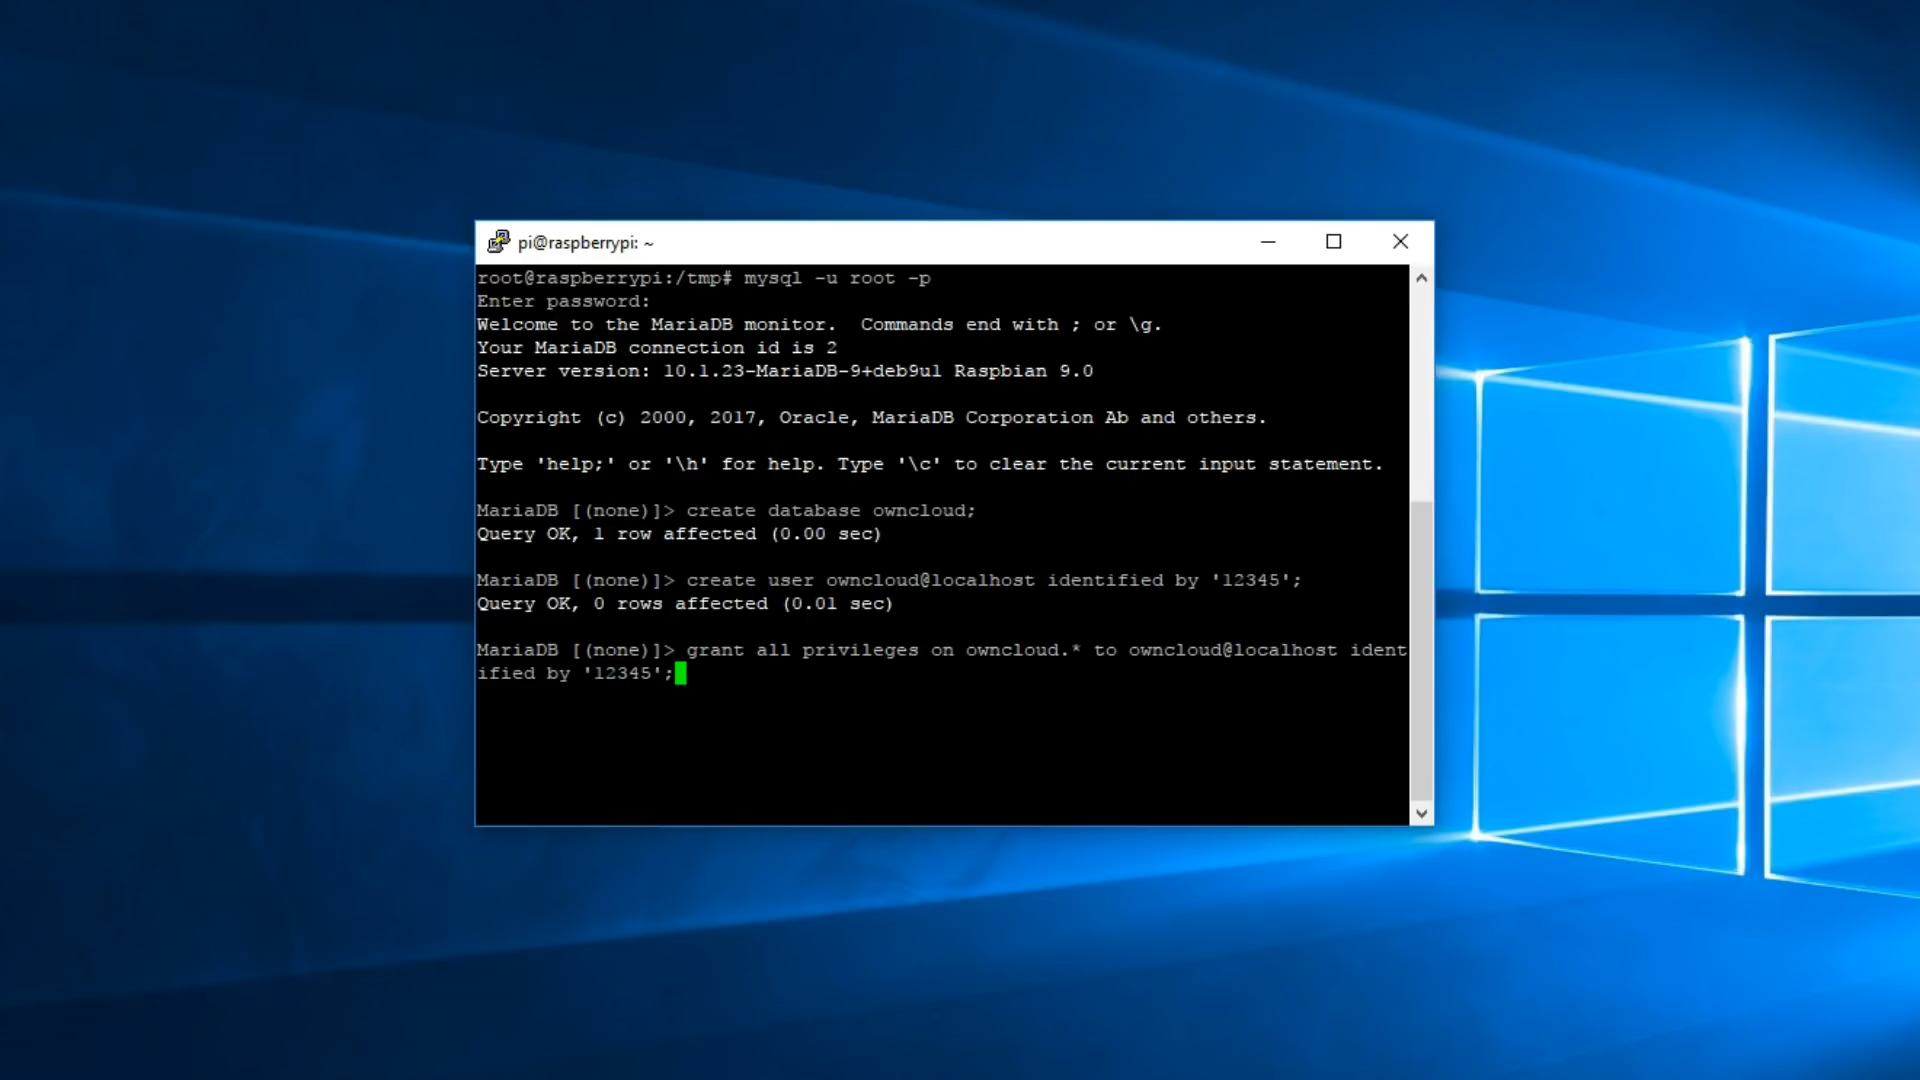 pi@raspberrypi: ~
root@raspberrypi:/tmp# mysql -u root -p
Enter password:
Welcome to the MariaDB monitor.  Commands end with ; or \g.
Your MariaDB connection id is 2
Server version: 10.1.23-MariaDB-9+deb9u1 Raspbian 9.0
Copyright (c) 2000, 2017, Oracle, MariaDB Corporation Ab and others.
Type 'help;' or '\h' for help. Type '\c' to clear the current input statement.
MariaDB [(none)]> create database owncloud;
Query OK, 1 row affected (0.00 sec)
MariaDB [(none)]> create user owncloud@localhost identified by '12345';
Query OK, 0 rows affected (0.01 sec)
MariaDB [(none)]> grant all privileges on owncloud.* to owncloud@localhost ident
ified by '12345';